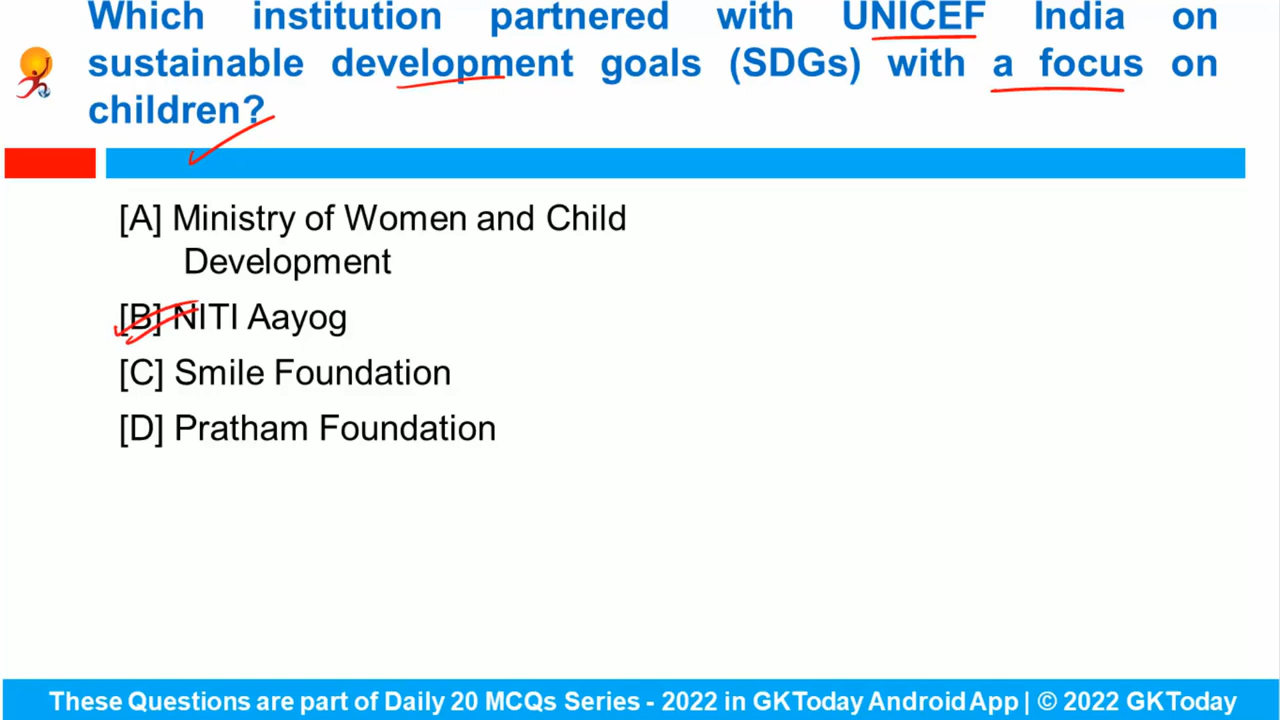 Which institution partnered with UNICEF India on
sustainable development goals (SDGs) with a focus on
children?
[A] Ministry of Women and Child
Development
[B] NITI Aayog
[C] Smile Foundation
[D] Pratham Foundation
These Questions are part of Daily 20 MCQs Series - 2022 in GKToday Android App | © 2022 GKToday